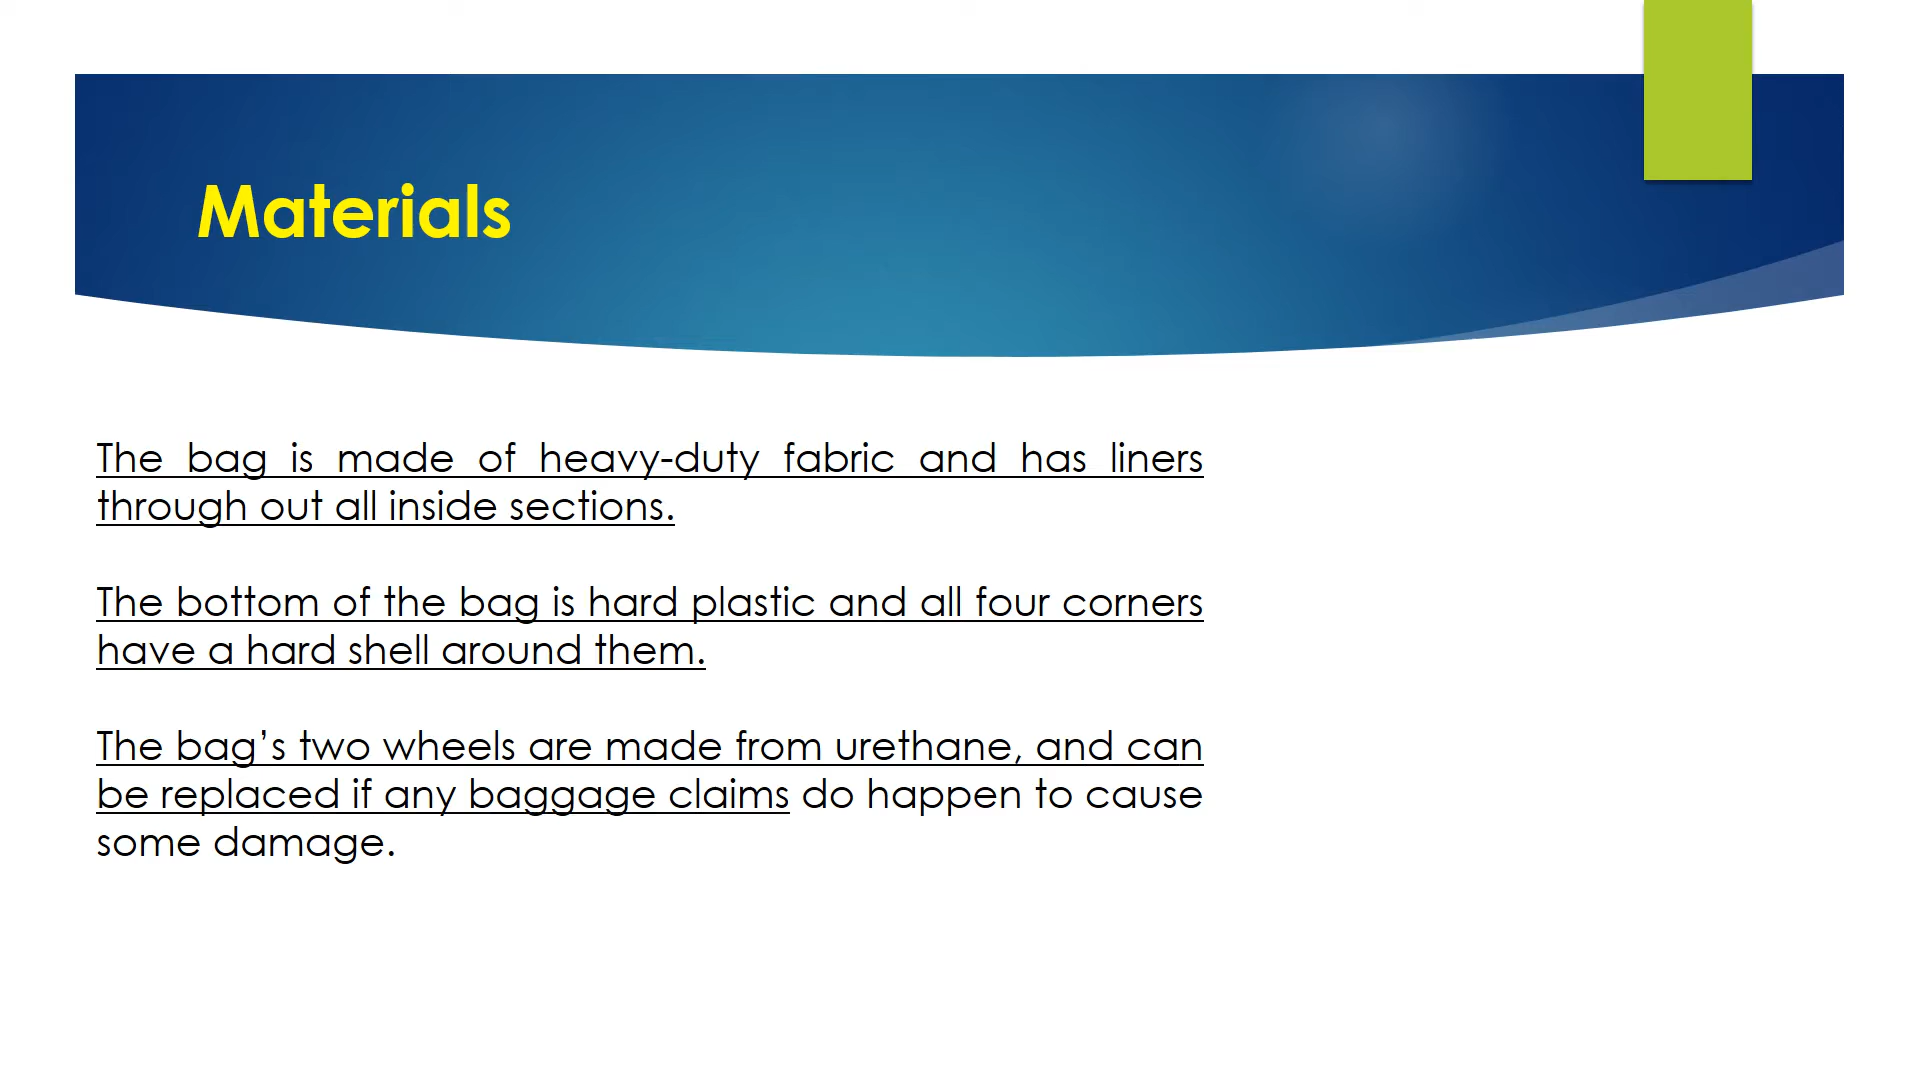 Materials
The bag is made of heavy-duty fabric and has liners
through out all inside sections.
The bottom of the bag is hard plastic and all four corners
have a hard shell around them.
The bag’s two wheels are made from urethane, and can
be replaced if any baggage claims do happen to cause
some damage.